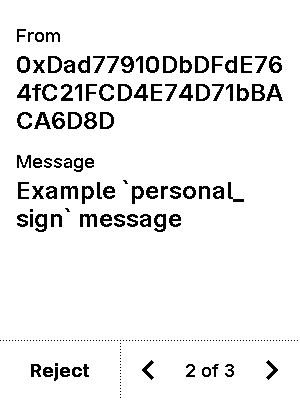 From
0xDad77910DbDFdE76
4fC21FCD4E74D71bBA
CA6D8D
Message
Example `personal_
sign` message
Reject
2 of 3